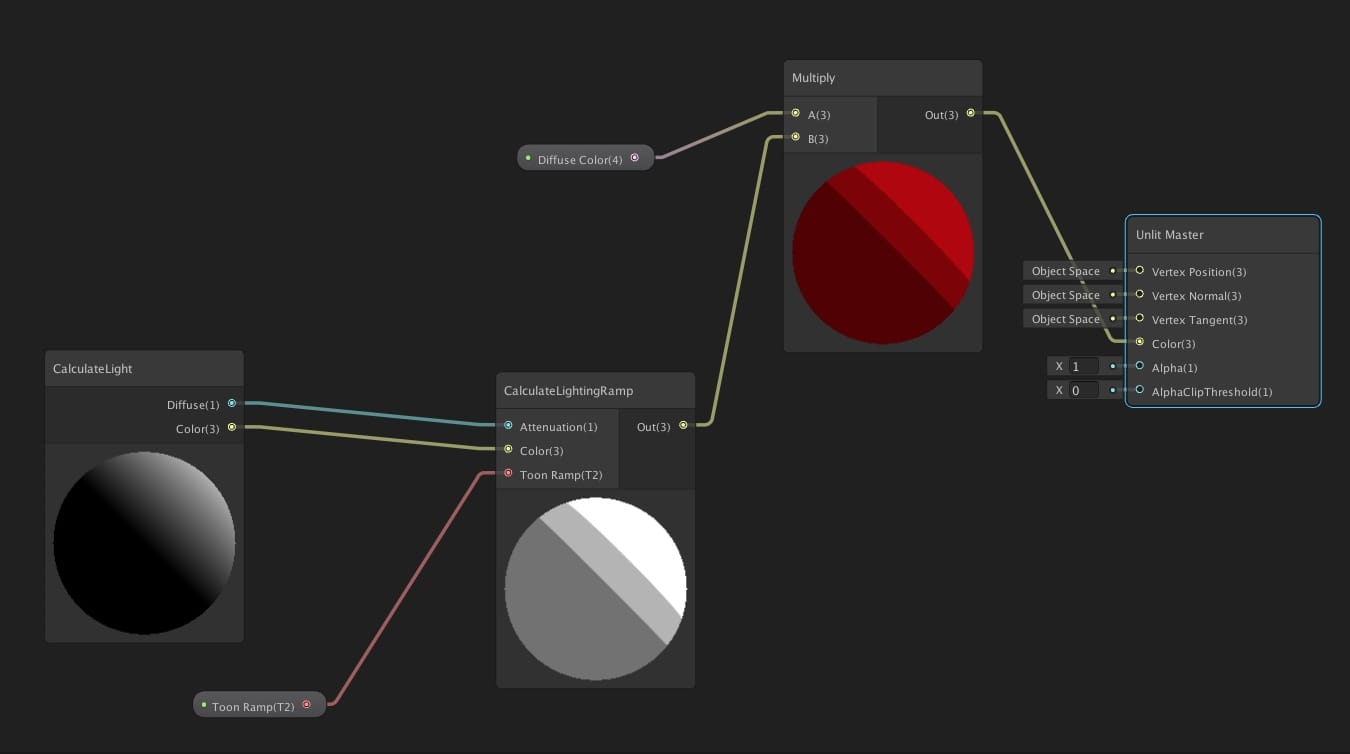 Multiply
A(3)
Out(3)
B(3)
Diffuse Color(4)
Unlit Master
Object Space
Vertex Position(3)
Object Space
Vertex Normal(3)
Object Space
Vertex Tangent(3)
Color(3)
X 1
Alpha(1)
X 0
AlphaClipThreshold(1)
CalculateLight
Diffuse(1)
Color(3)
CalculateLightingRamp
Attenuation(1)
Out(3)
Color(3)
Toon Ramp(T2)
Toon Ramp(T2)